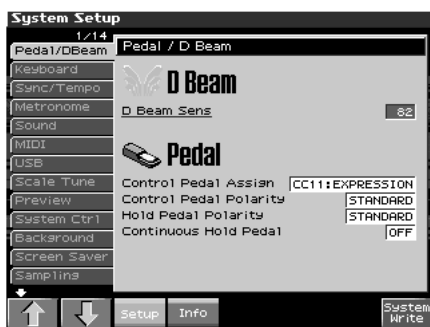 System Setup
1/14
Pedal/DBeam
Keyboard
Sync/Tempo
Metronome
Sound
MIDI
USB
Scale Tune
Preview
System Ctrl
Background
Screen Saver
Sampling
Pedal / D Beam
D Beam
D Beam Sens 82
Pedal
Control Pedal Assign CC11:EXPRESSION
Control Pedal Polarity STANDARD
Hold Pedal Polarity STANDARD
Continuous Hold Pedal OFF
Setup
Info
System
Write